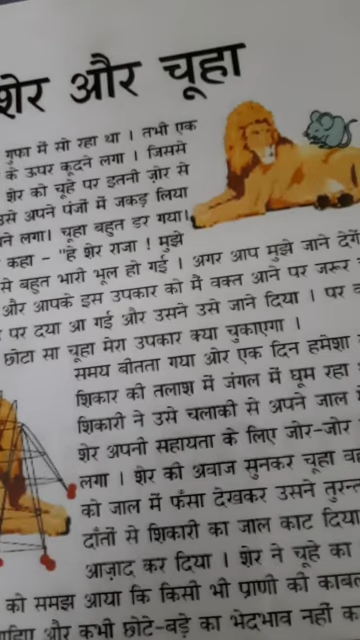 शेर और चूहा
गुफा में सो रहा था । तभी एक
के ऊपर कूदने लगा । जिससे
शेर को चूहे पर इतनी ज़ोर से
उसे अपने पंजों में जकड़ लिया
लगा। चूहा बहुत डर गया।
कहा - "हे शेर राजा ! मुझे
से बहुत भारी भूल हो गई । अगर आप मुझे जाने देगें
और आपके इस उपकार को मैं वक्त आने पर जरूर
पर दया आ गई और उसने उसे जाने दिया । पर
छोटा सा चूहा मेरा उपकार क्या चुकाएगा ।
समय बीतता गया ओर एक दिन हमेशा
शिकार की तलाश में जंगल में घूम रहा
शिकारी ने उसे चलाकी से अपने जाल
शेर अपनी सहायता के लिए जोर-जोर
लगा । शेर की अवाज सुनकर चूहा
को जाल में फँसा देखकर उसने तुरन्त
दाँतों से शिकारी का जाल काट दिया
आज़ाद कर दिया । शेर ने चूहे का
को समझ आया कि किसी भी प्राणी की
और कभी छोटे-बड़े का भेदभाव नहीं